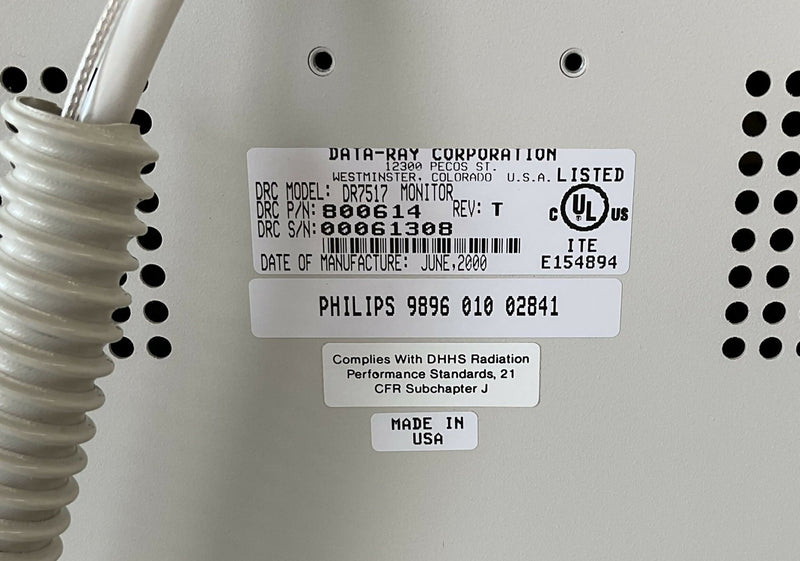 DATA-RAY CORPORATION
12300 PECOS ST.
WESTMINSTER, COLORADO U.S.A.
LISTED
DRC MODEL: DR7517 MONITOR
DRC P/N: 800614 REV: T
DRC S/N: 00061308
C UL US
ITE
E154894
DATE OF MANUFACTURE: JUNE,2000
PHILIPS 9896 010 02841
Complies With DHHS Radiation
Performance Standards, 21
CFR Subchapter J
MADE IN
USA